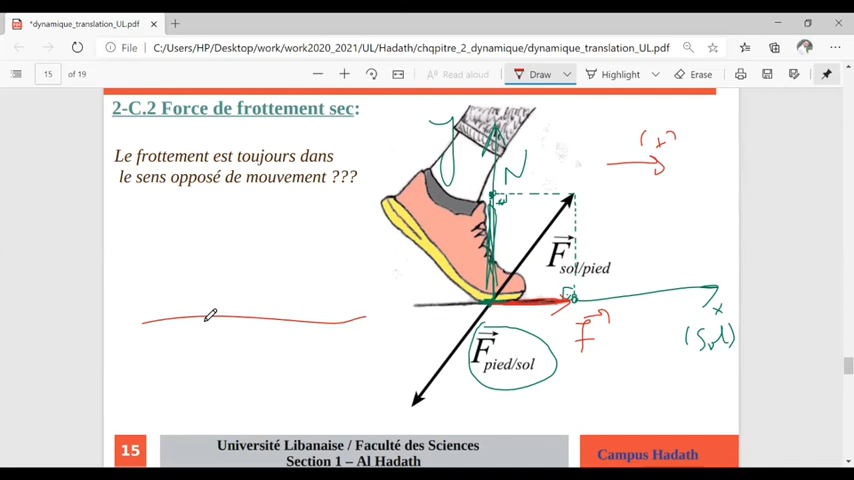 *dynamique_translation_UL.pdf
File
C:/Users/HP/Desktop/work/work2020_2021/UL/Hadath/chqpitre_2_dynamique/dynamique_translation_UL.pdf
15 of 19
Read aloud
Draw
Highlight
Erase
2-C.2 Force de frottement sec:
Le frottement est toujours dans
le sens opposé de mouvement ???
y
N
(x)
F sol/pied
f
x
(Sol)
F pied/sol
15
Université Libanaise / Faculté des Sciences
Section 1 – Al Hadath
Campus Hadath